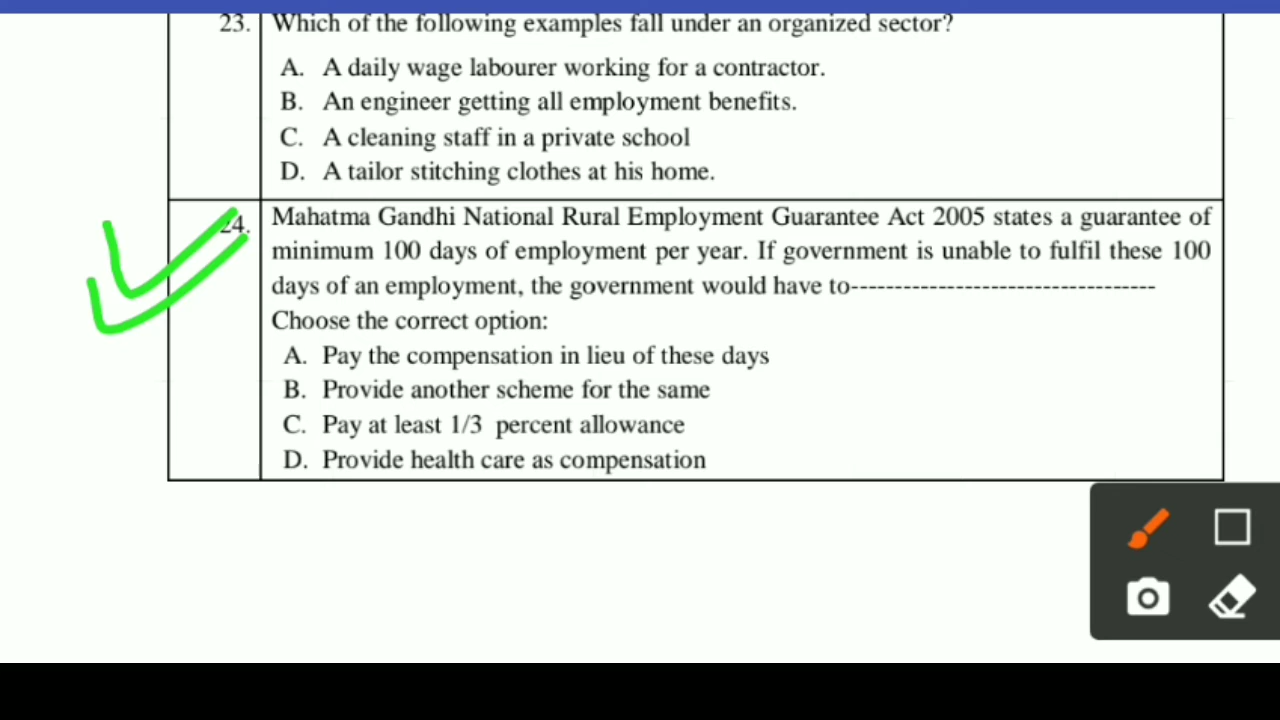 23. Which of the following examples fall under an organized sector?
A. A daily wage labourer working for a contractor.
B. An engineer getting all employment benefits.
C. A cleaning staff in a private school
D. A tailor stitching clothes at his home.
24. Mahatma Gandhi National Rural Employment Guarantee Act 2005 states a guarantee of
minimum 100 days of employment per year. If government is unable to fulfil these 100
days of an employment, the government would have to----------------------------------
Choose the correct option:
A. Pay the compensation in lieu of these days
B. Provide another scheme for the same
C. Pay at least 1/3 percent allowance
D. Provide health care as compensation